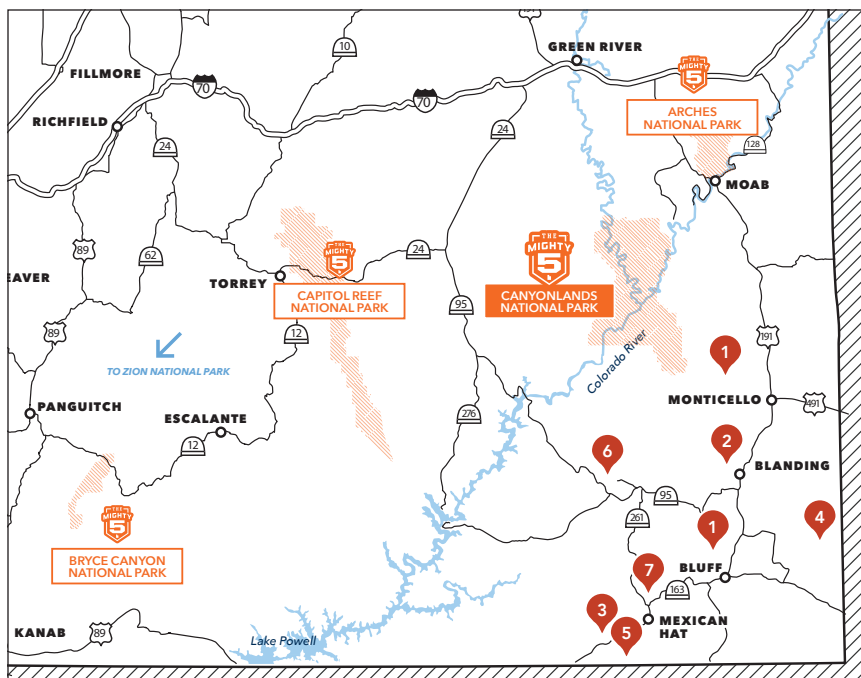 191
10
GREEN RIVER
FILLMORE
THE
MIGHTY
5
70
70
ARCHES
NATIONAL PARK
RICHFIELD
24
24
128
MOAB
89
62
THE
MIGHTY
5
24
THE
MIGHTY
5
EAVER
TORREY
CAPITOL REEF
NATIONAL PARK
CANYONLANDS
NATIONAL PARK
95
89
12
191
TO ZION NATIONAL PARK
Colorado River
1
PANGUITCH
ESCALANTE
276
MONTICELLO
491
12
6
2
BLANDING
95
THE
MIGHTY
5
261
1
4
BRYCE CANYON
NATIONAL PARK
7
BLUFF
163
3
MEXICAN
HAT
5
KANAB
89
Lake Powell